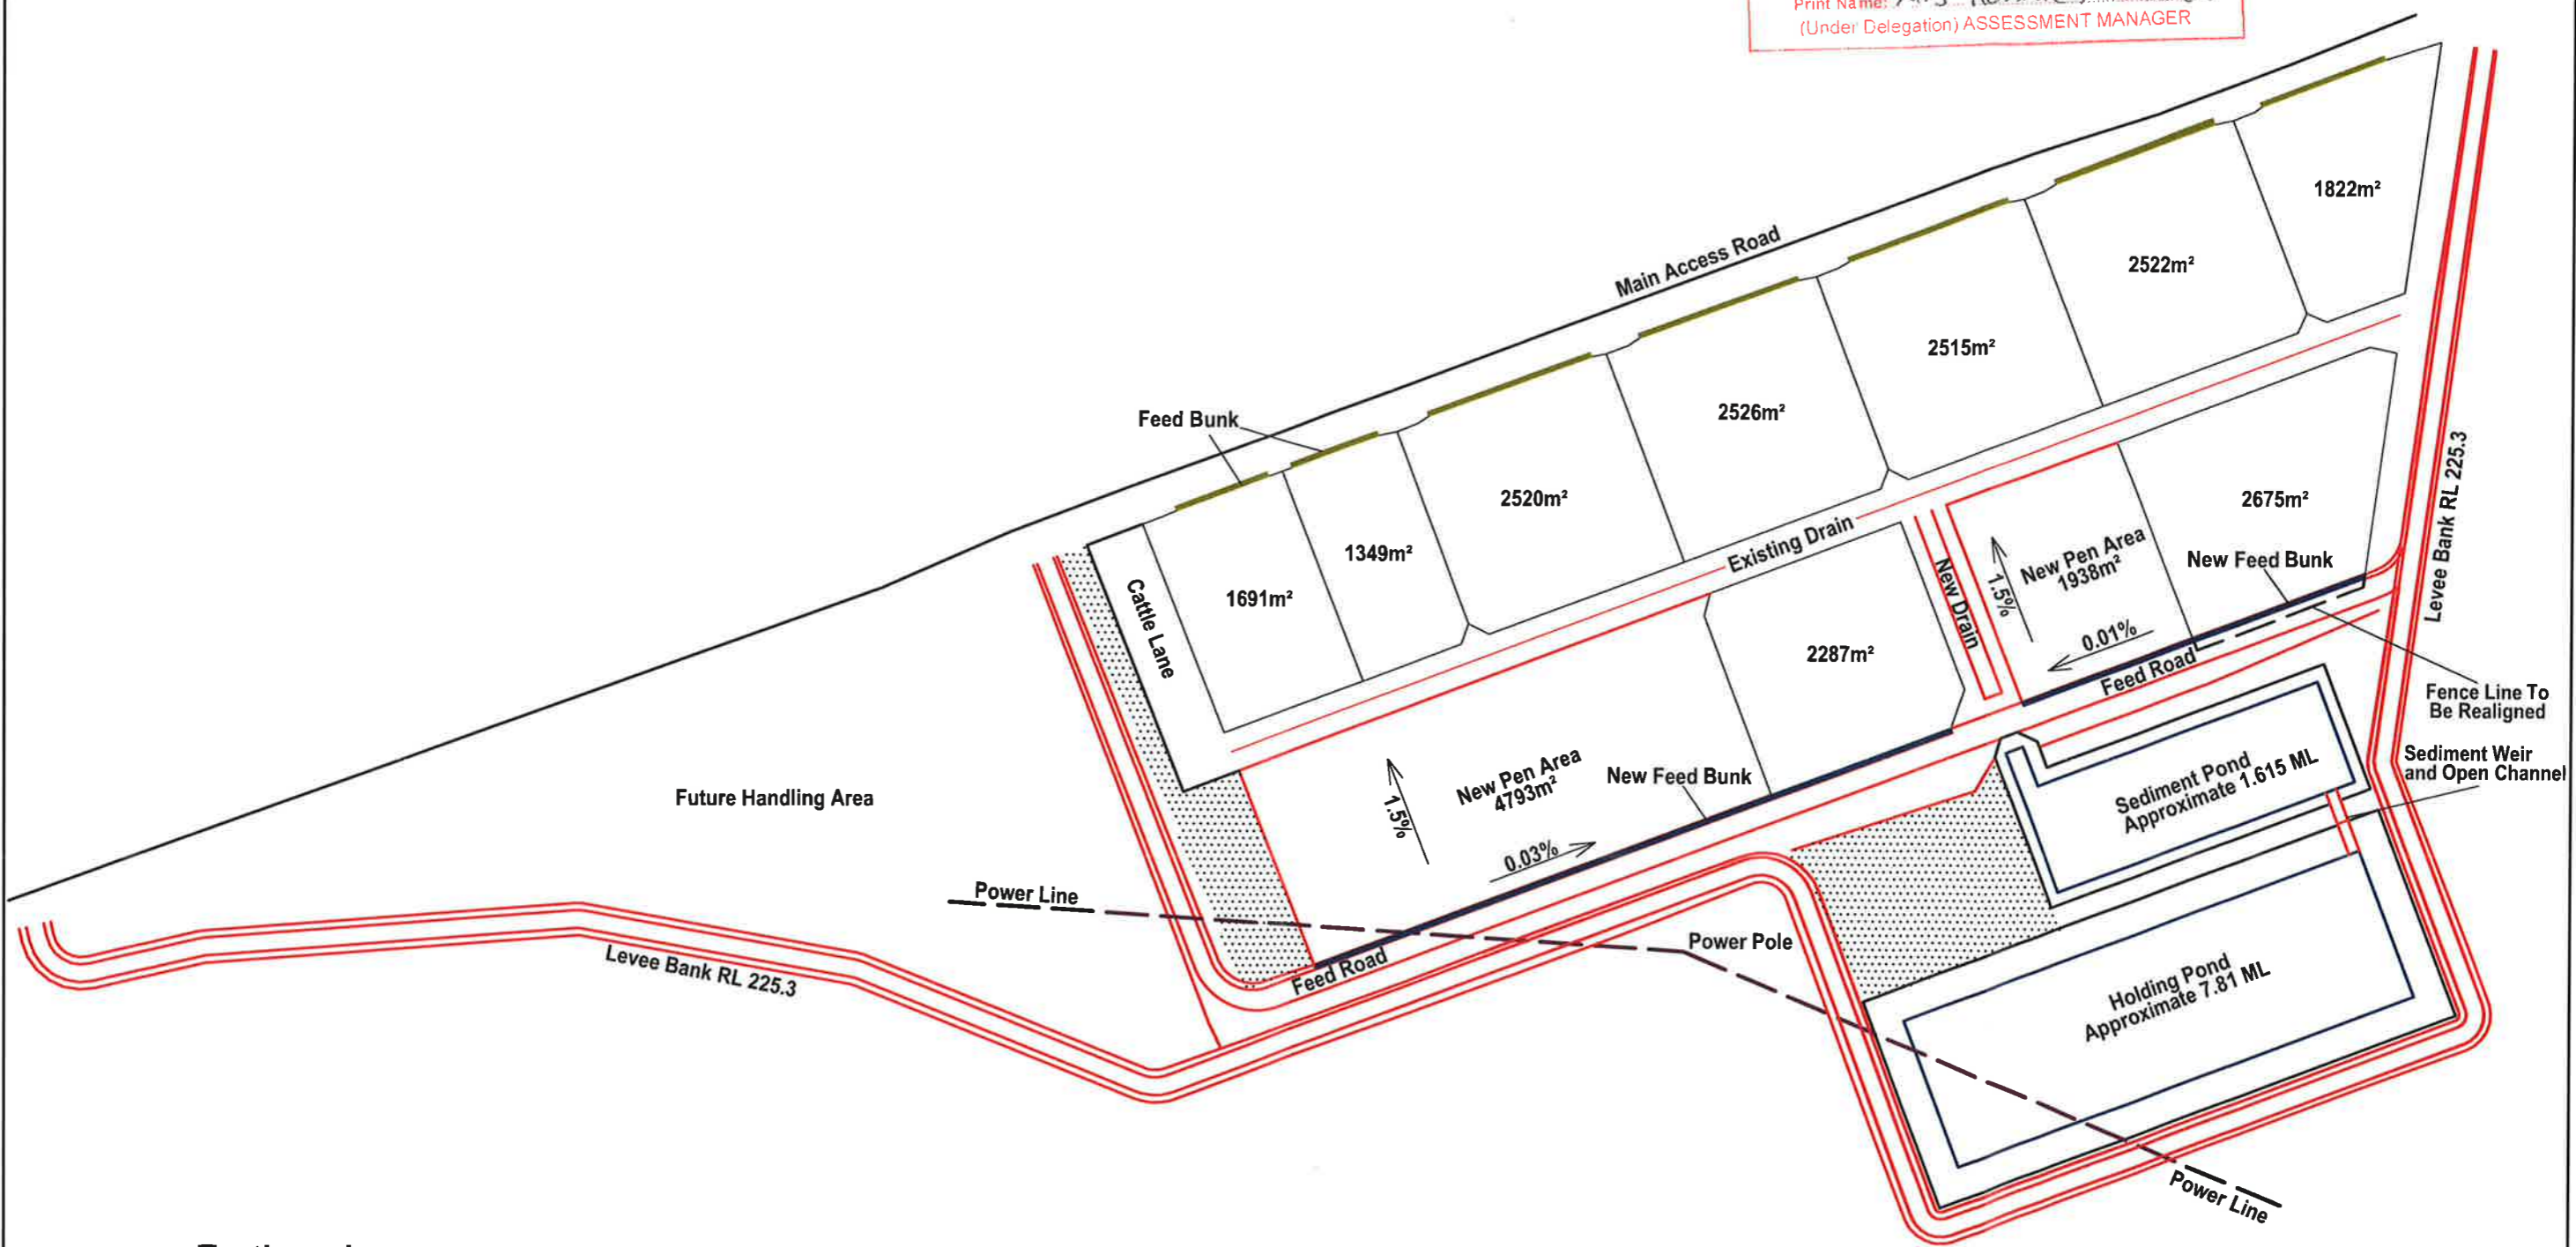 Print Name:
(Under Delegation) ASSESSMENT MANAGER
1822m²
2522m²
Main Access Road
2515m²
Feed Bunk
2526m²
2520m²
2675m²
Levee Bank RL 225.3
Existing Drain
1349m²
New Pen Area
1938m²
1.5%
New Feed Bunk
Cattle Lane
1691m²
New Drain
0.01%
2287m²
Feed Road
Fence Line To
Be Realigned
Sediment Weir
and Open Channel
New Pen Area
4793m²
New Feed Bunk
1.5%
Sediment Pond
Approximate 1.615 ML
Future Handling Area
0.03%
Power Line
Power Pole
Levee Bank RL 225.3
Feed Road
Holding Pond
Approximate 7.81 ML
Power Line